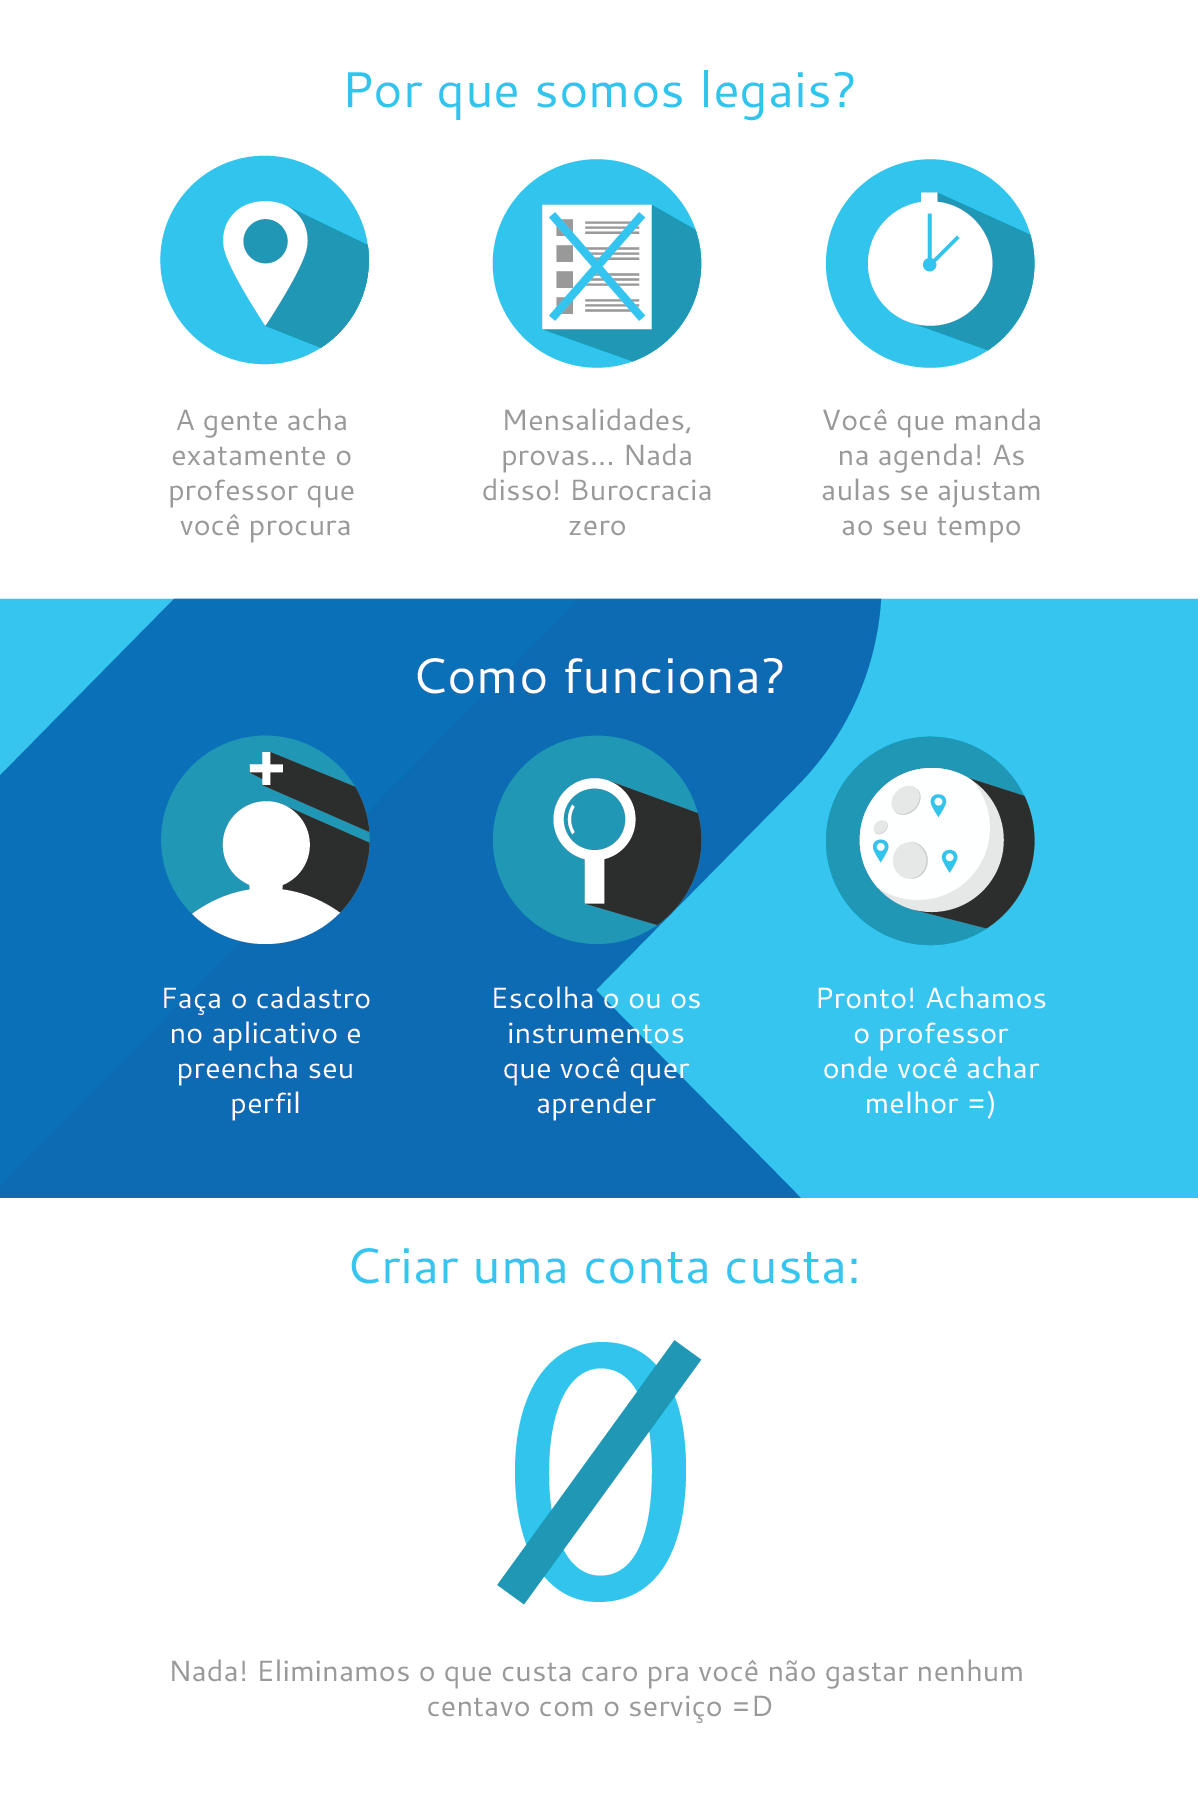 Por que somos legais?
A gente acha
exatamente o
professor que
você procura
Mensalidades,
provas... Nada
disso! Burocracia
zero
Você que manda
na agenda! As
aulas se ajustam
ao seu tempo
Como funciona?
Faça o cadastro
no aplicativo e
preencha seu
perfil
Escolha o ou os
instrumentos
que você quer
aprender
Pronto! Achamos
o professor
onde você achar
melhor =)
Criar uma conta custa:
0
Nada! Eliminamos o que custa caro pra você não gastar nenhum
centavo com o serviço =D